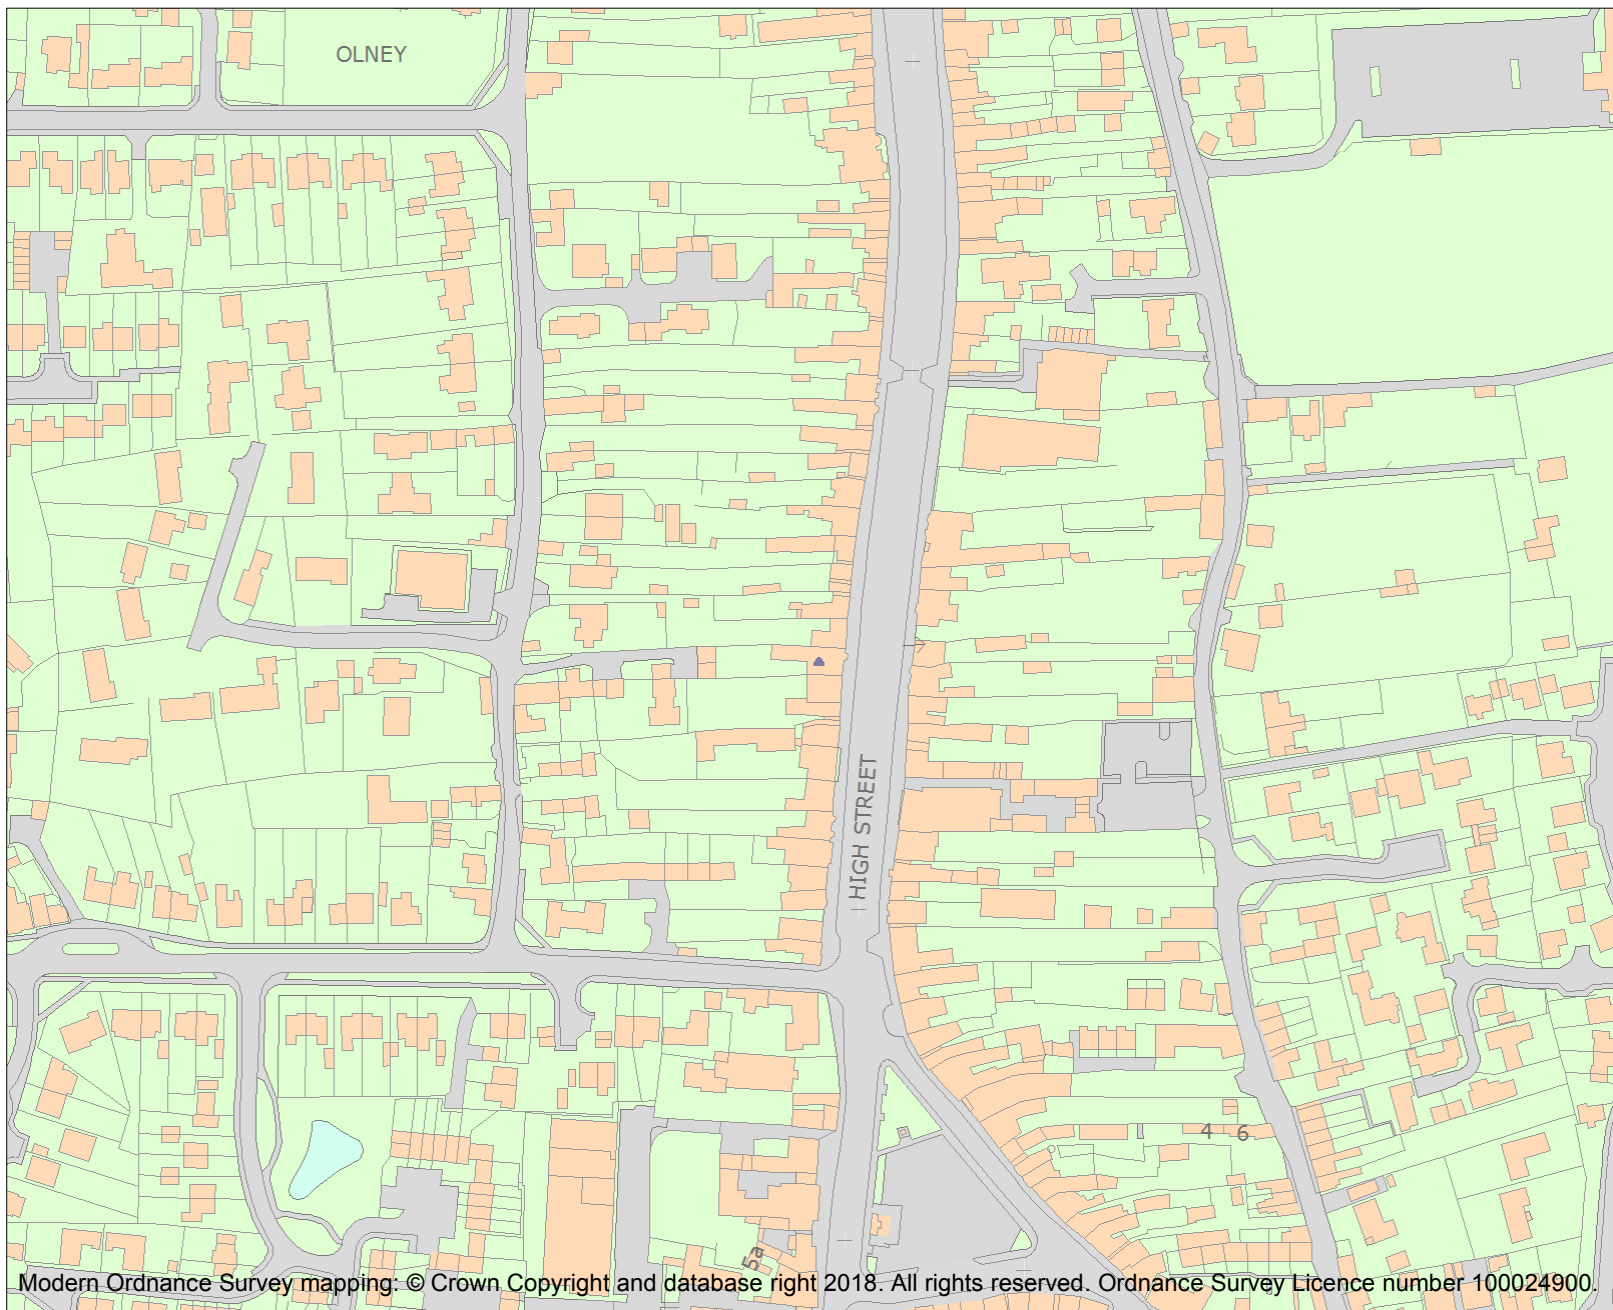 OLNEY
HIGH STREET
4 6
5a
Modern Ordnance Survey mapping: © Crown Copyright and database right 2018. All rights reserved. Ordnance Survey Licence number 100024900.